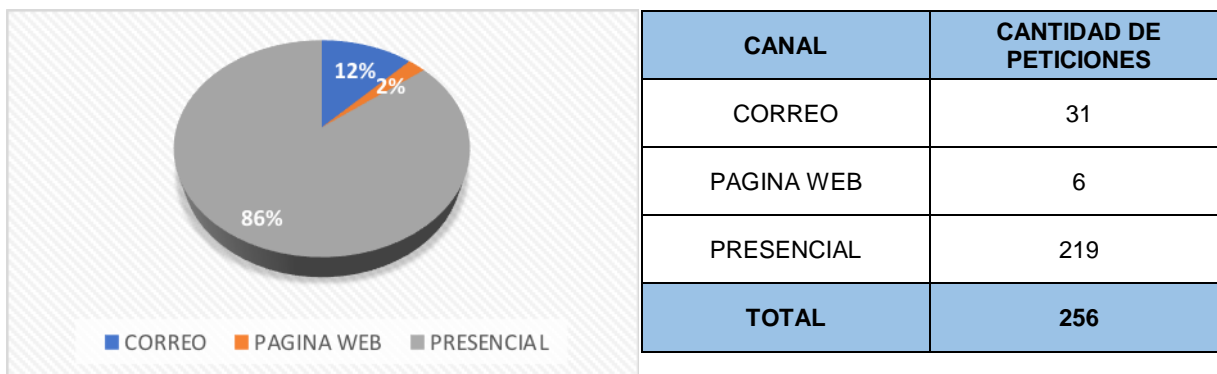 12%
2%
86%
CORREO PAGINA WEB PRESENCIAL
CANAL CANTIDAD DE
PETICIONES
CORREO 31
PAGINA WEB 6
PRESENCIAL 219
TOTAL 256